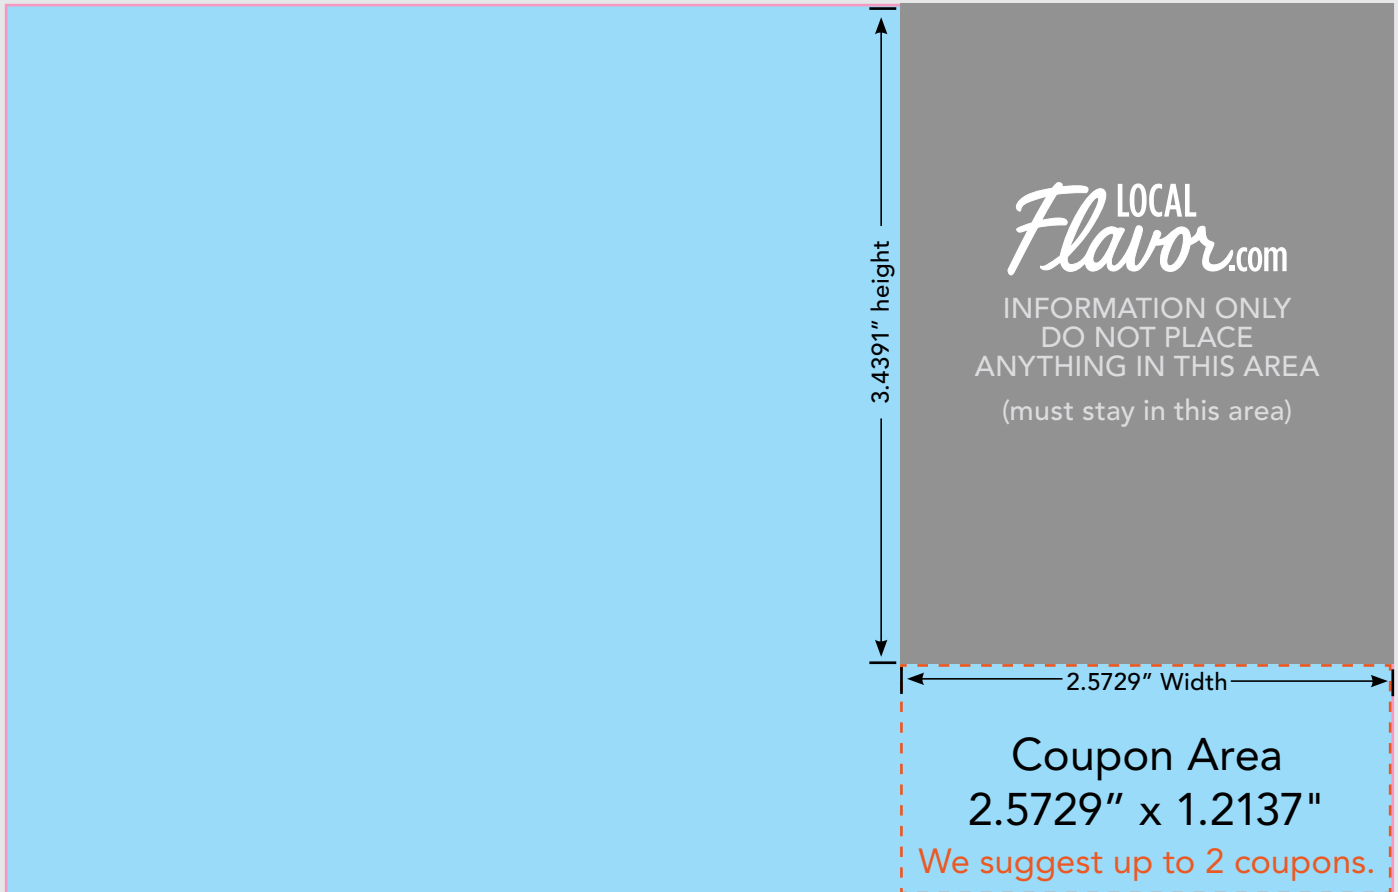 LOCAL
Flavor.com
INFORMATION ONLY
DO NOT PLACE
ANYTHING IN THIS AREA
(must stay in this area)
3.4391” height
2.5729” Width
Coupon Area
2.5729” x 1.2137"
We suggest up to 2 coupons.